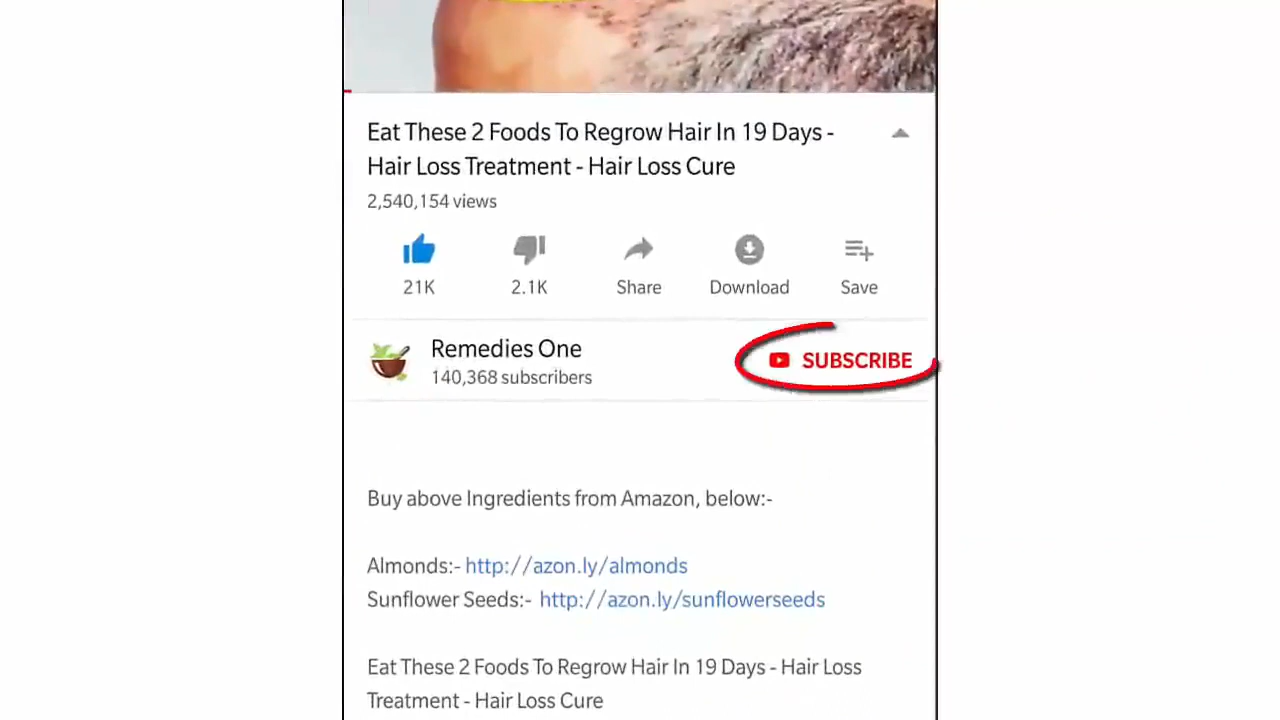 Eat These 2 Foods To Regrow Hair In 19 Days -
Hair Loss Treatment - Hair Loss Cure
2,540,154 views
21K
2.1K
Share
Download
Save
Remedies One
140,368 subscribers
SUBSCRIBE
Buy above Ingredients from Amazon, below:-
Almonds:- http://azon.ly/almonds
Sunflower Seeds:- http://azon.ly/sunflowerseeds
Eat These 2 Foods To Regrow Hair In 19 Days - Hair Loss
Treatment - Hair Loss Cure